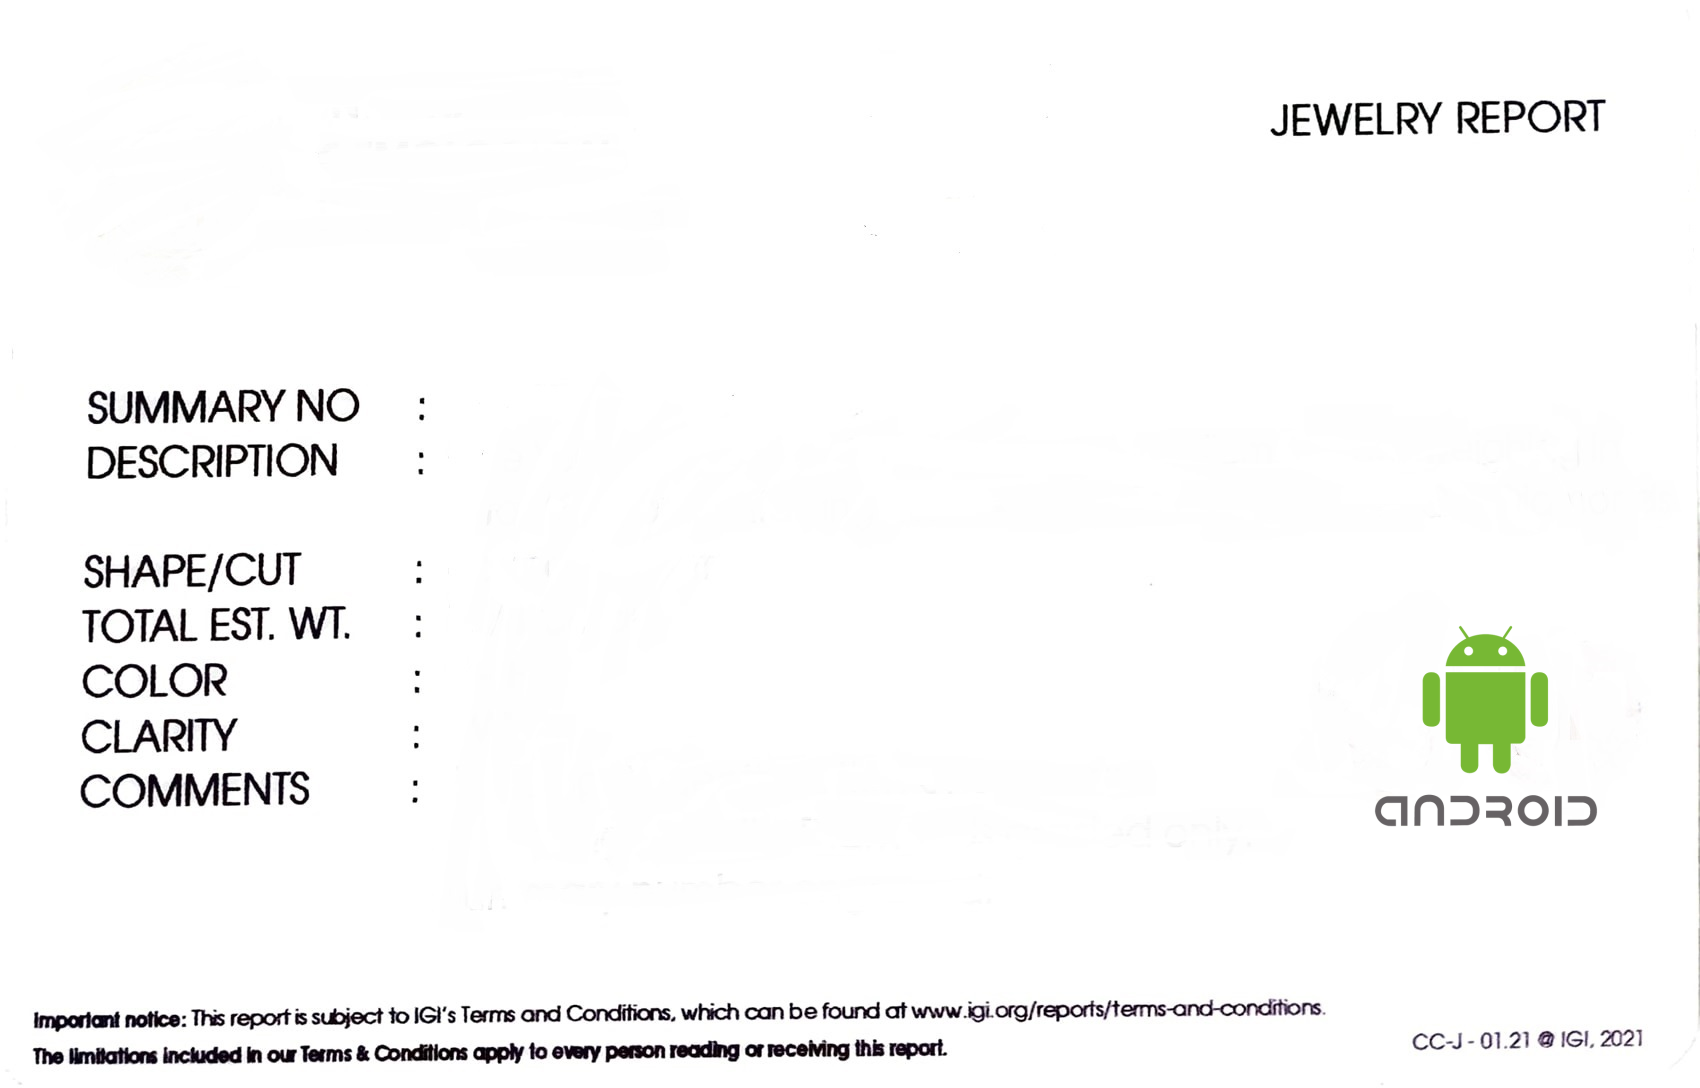 JEWELRY REPORT
SUMMARY NO :
DESCRIPTION :
SHAPE/CUT :
TOTAL EST. WT. :
COLOR :
CLARITY :
COMMENTS :
ANDROID
Important notice: This report is subject to IGI's Terms and Conditions, which can be found at www.igi.org/reports/terms-and-conditions.
The limitations included in our Terms & Conditions apply to every person reading or receiving this report.
CC-J - 01.21 @ IGI, 2021